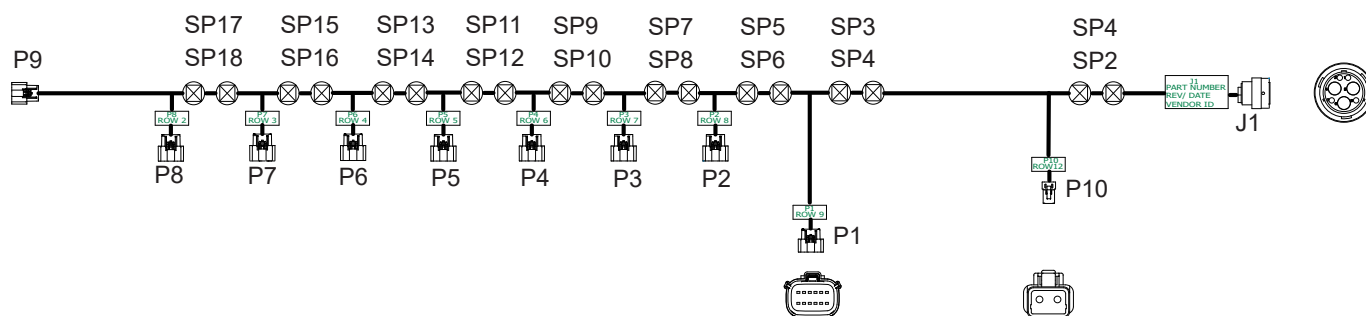 SP17 SP15 SP13 SP11 SP9 SP7 SP5 SP3 SP4
P9 SP18 SP16 SP14 SP12 SP10 SP8 SP6 SP4 SP2
J1
PART NUMBER
REV/ DATE
VENDOR ID
J1
P8
ROW 2
P7
ROW 3
P6
ROW 4
P5
ROW 5
P4
ROW 6
P3
ROW 7
P2
ROW 8
P8 P7 P6 P5 P4 P3 P2
P10
ROW12
P10
P1
ROW 9
P1